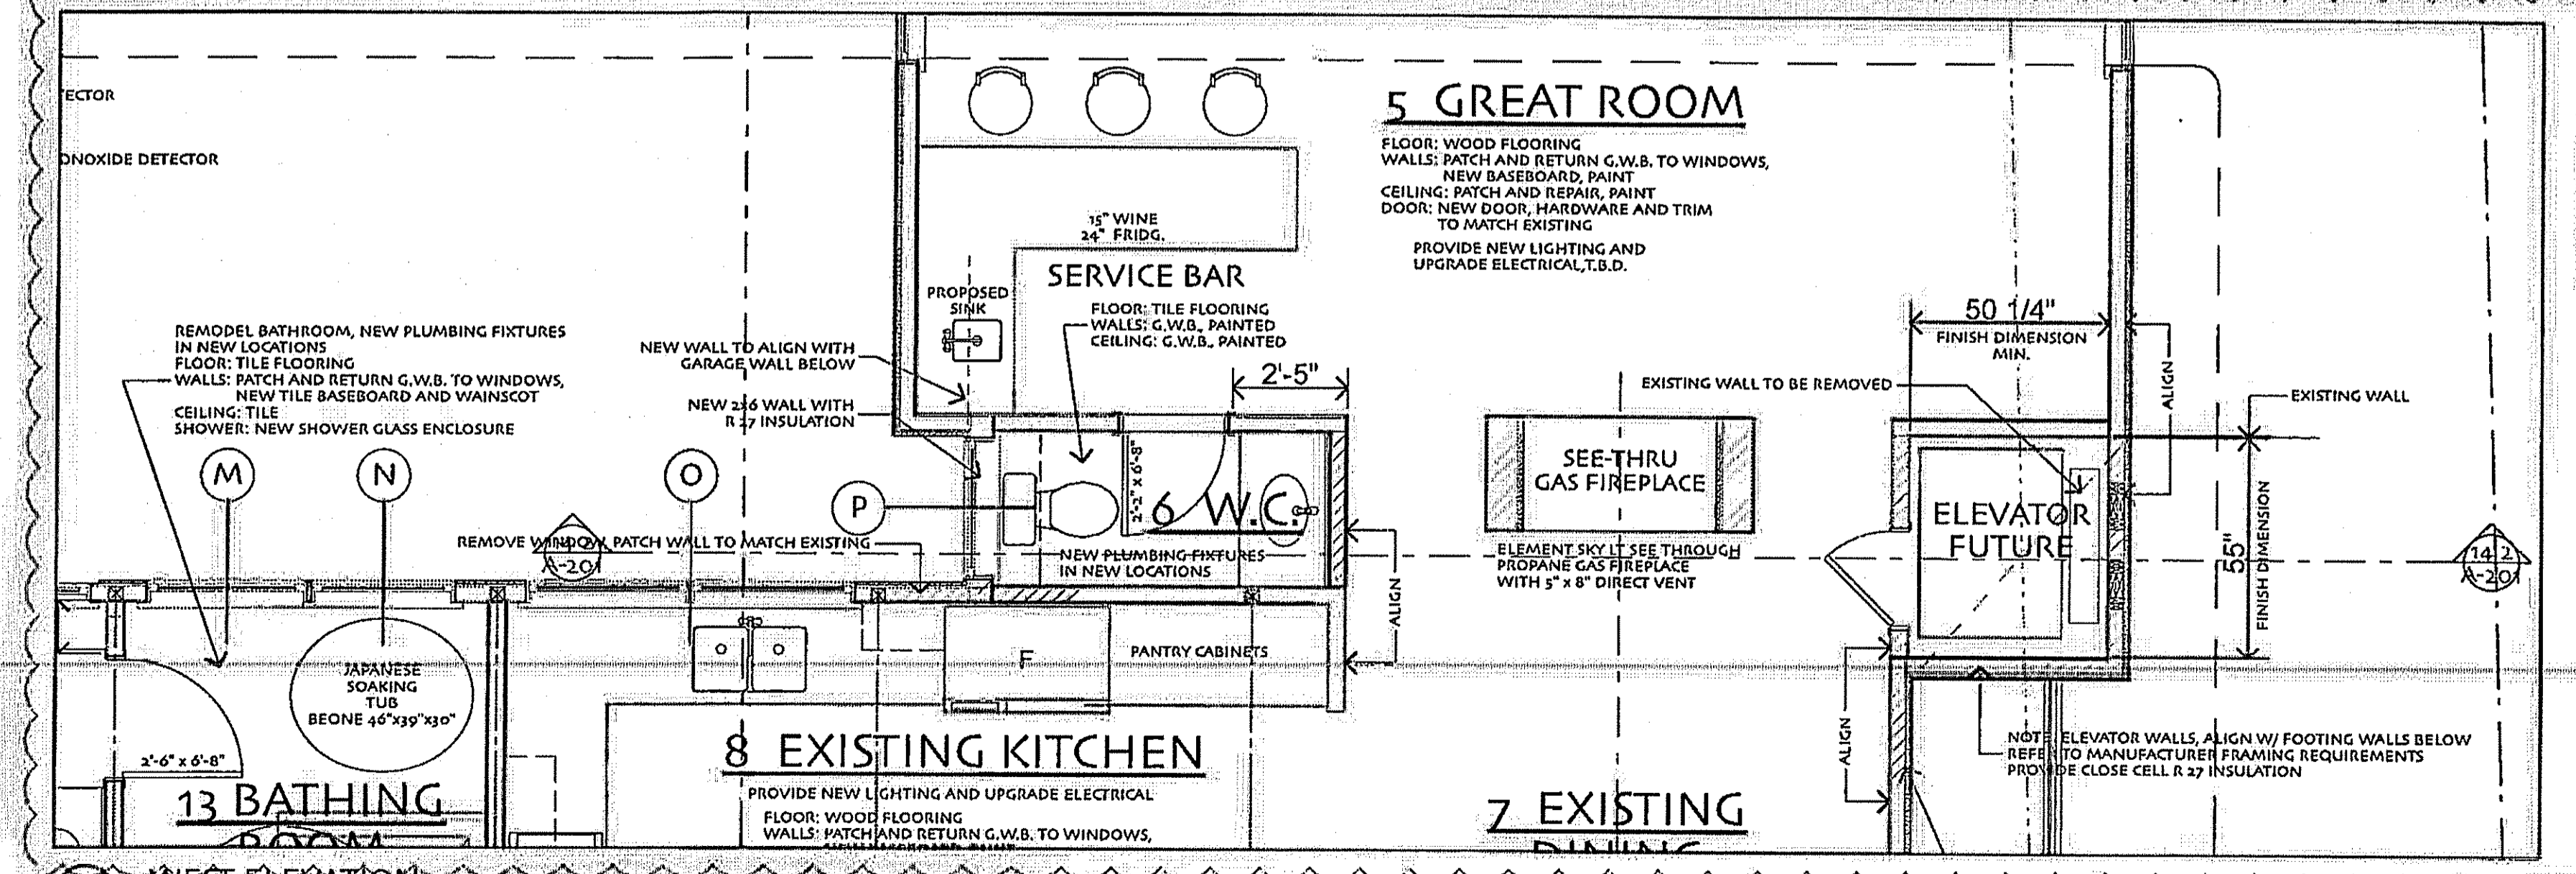 ECTOR
ONOXIDE DETECTOR
5 GREAT ROOM
FLOOR: WOOD FLOORING
WALLS: PATCH AND RETURN G.W.B. TO WINDOWS,
NEW BASEBOARD, PAINT
CEILING: PATCH AND REPAIR, PAINT
DOOR: NEW DOOR, HARDWARE AND TRIM
TO MATCH EXISTING
PROVIDE NEW LIGHTING AND
UPGRADE ELECTRICAL,T.B.D.
15" WINE
24" FRIDG.
SERVICE BAR
PROPOSED
SINK
FLOOR: TILE FLOORING
WALLS: G.W.B., PAINTED
CEILING: G.W.B., PAINTED
2'-5"
REMODEL BATHROOM, NEW PLUMBING FIXTURES
IN NEW LOCATIONS
FLOOR: TILE FLOORING
WALLS: PATCH AND RETURN G.W.B. TO WINDOWS,
NEW TILE BASEBOARD AND WAINSCOT
CEILING: TILE
SHOWER: NEW SHOWER GLASS ENCLOSURE
NEW WALL TO ALIGN WITH
GARAGE WALL BELOW
NEW 2x6 WALL WITH
R 27 INSULATION
50 1/4"
FINISH DIMENSION
MIN.
EXISTING WALL TO BE REMOVED
ALIGN
EXISTING WALL
M
N
O
P
2'-2" x 6'-8"
6 W.C.
NEW PLUMBING FIXTURES
IN NEW LOCATIONS
REMOVE WINDOW, PATCH WALL TO MATCH EXISTING
A-201
SEE-THRU
GAS FIREPLACE
ELEMENT SKY LT SEE THROUGH
PROPANE GAS FIREPLACE
WITH 5" x 8" DIRECT VENT
ALIGN
ELEVATOR
FUTURE
55"
FINISH DIMENSION
14.2
A-201
JAPANESE
SOAKING
TUB
BEONE 46"x39"x30"
F
PANTRY CABINETS
ALIGN
2'-6" x 6'-8"
13 BATHING
ROOM
8 EXISTING KITCHEN
PROVIDE NEW LIGHTING AND UPGRADE ELECTRICAL
FLOOR: WOOD FLOORING
WALLS: PATCH AND RETURN G.W.B. TO WINDOWS,
7 EXISTING
DINING
NOTE: ELEVATOR WALLS, ALIGN W/ FOOTING WALLS BELOW
REFER TO MANUFACTURER FRAMING REQUIREMENTS
PROVIDE CLOSE CELL R 27 INSULATION
WEST ELEVATION